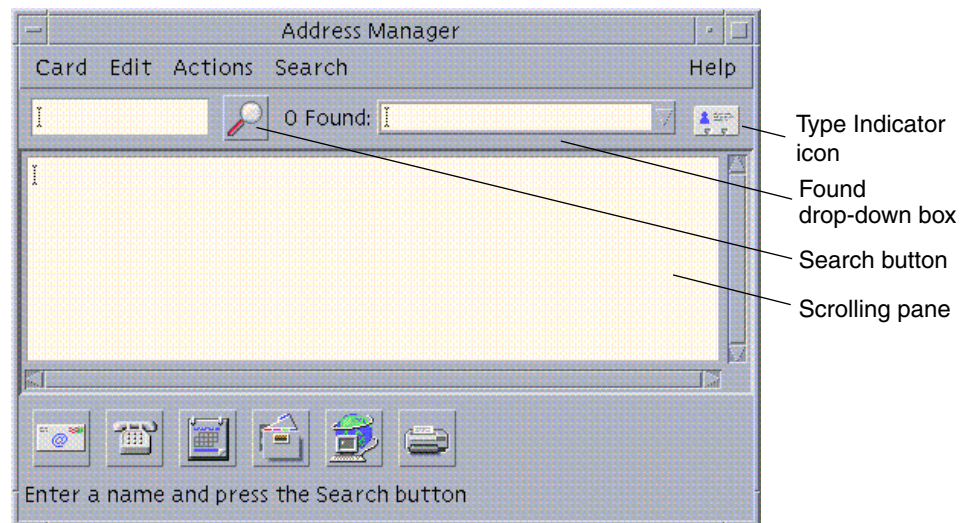 Address Manager
Card Edit Actions Search Help
0 Found:
Type Indicator
icon
Found
drop-down box
Search button
Scrolling pane
@
Enter a name and press the Search button